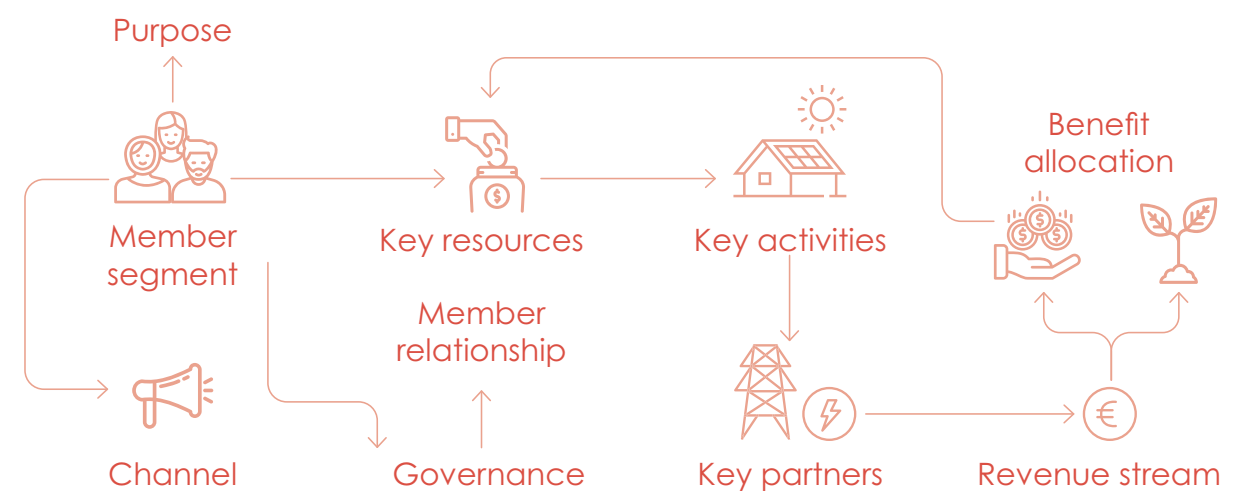 Purpose
Benefit
allocation
Member
segment
Key resources
Key activities
Member
relationship
Channel
Governance
Key partners
Revenue stream
$
$
$
$
€